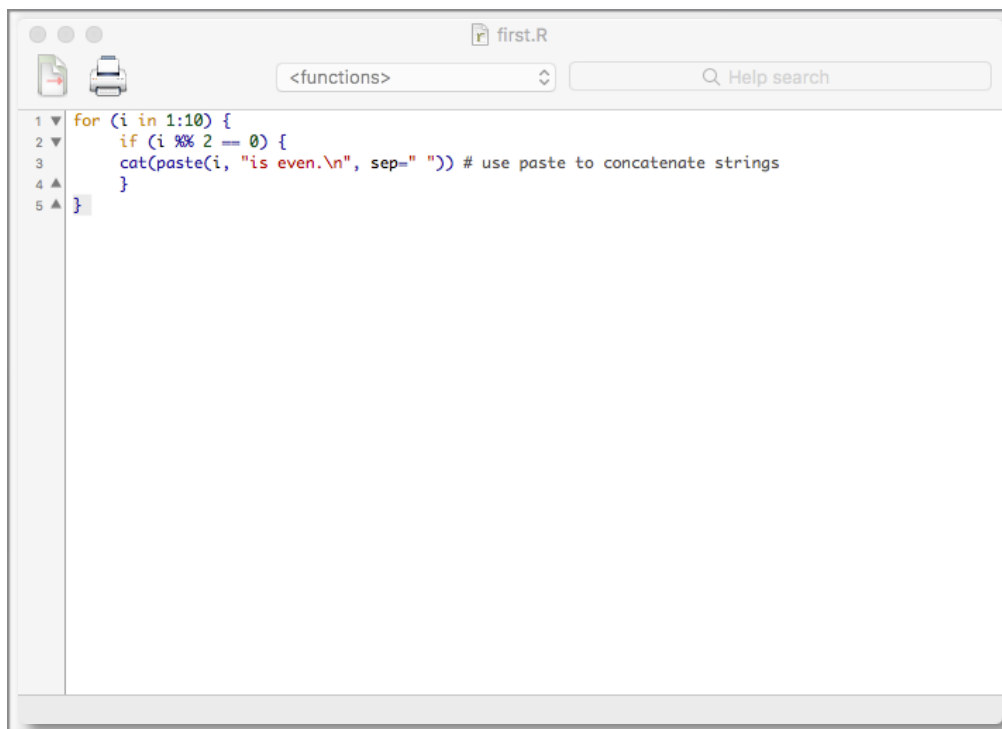 first.R
<functions>
Help search
1 for (i in 1:10) {
2 if (i %% 2 == 0) {
3 cat(paste(i, "is even.\n", sep=" ")) # use paste to concatenate strings
4 }
5 }